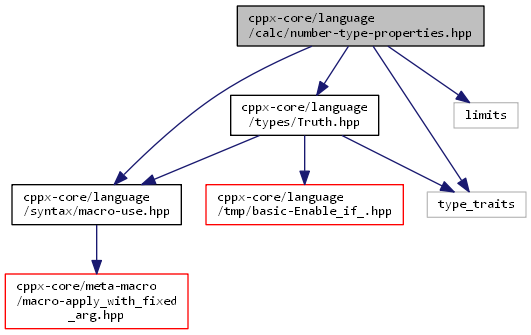 cppx-core/language
/calc/number-type-properties.hpp
cppx-core/language
/types/Truth.hpp
limits
cppx-core/language
/syntax/macro-use.hpp
cppx-core/language
/tmp/basic-Enable_if_.hpp
type_traits
cppx-core/meta-macro
/macro-apply_with_fixed
_arg.hpp